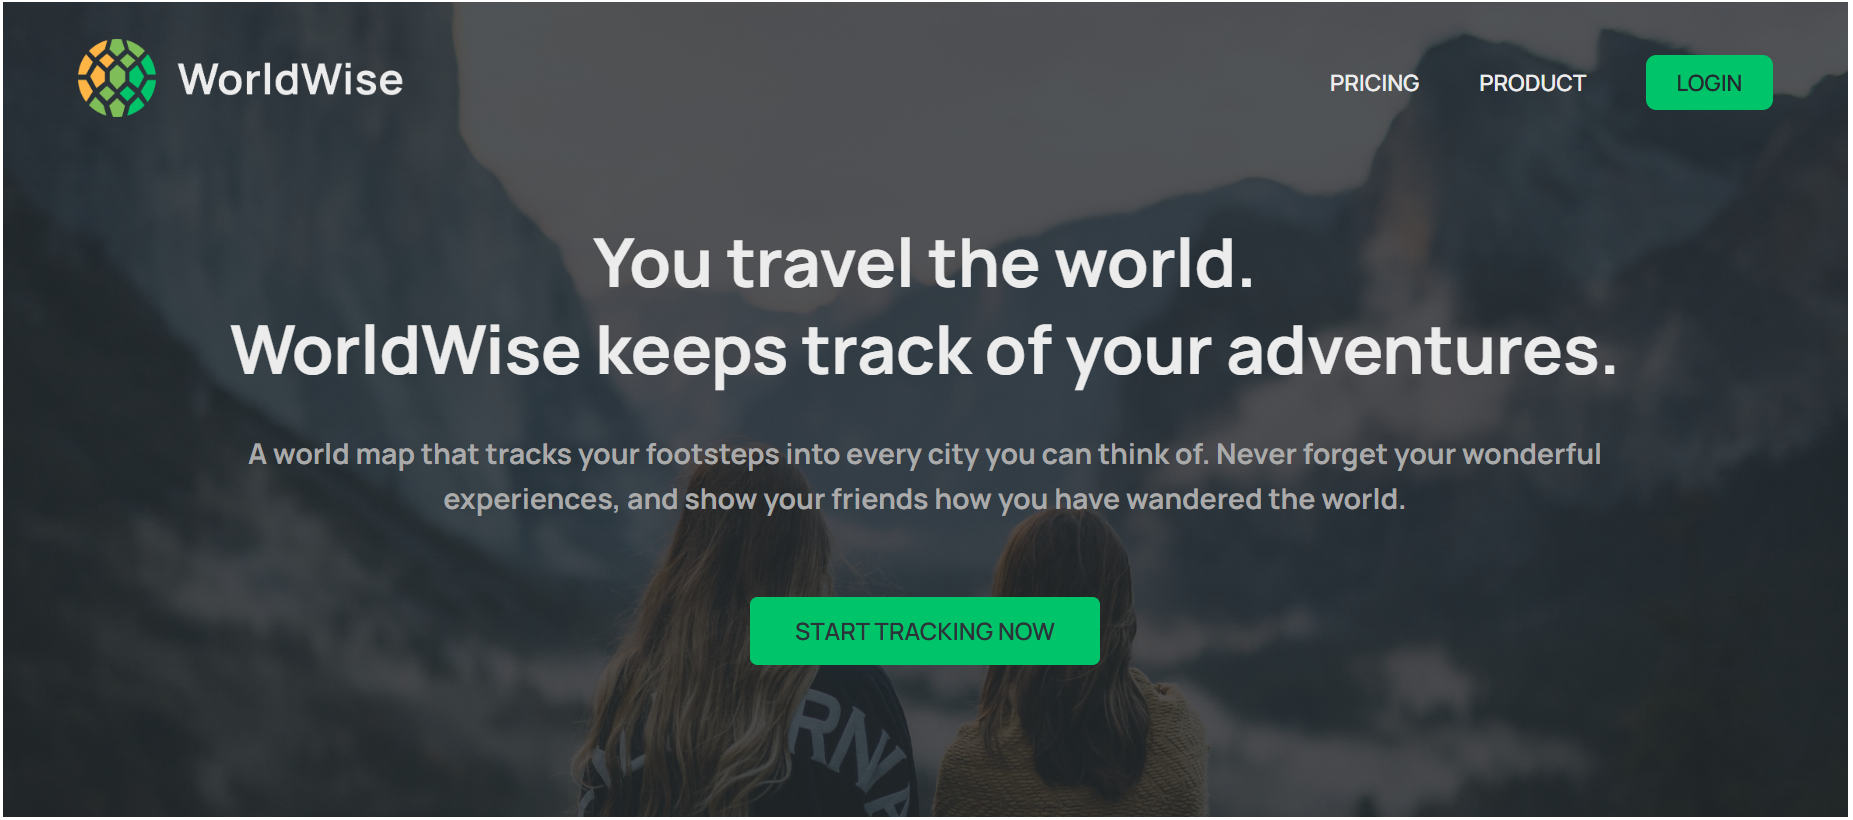 WorldWise
PRICING
PRODUCT
LOGIN
You travel the world.
WorldWise keeps track of your adventures.
A world map that tracks your footsteps into every city you can think of. Never forget your wonderful
experiences, and show your friends how you have wandered the world.
START TRACKING NOW